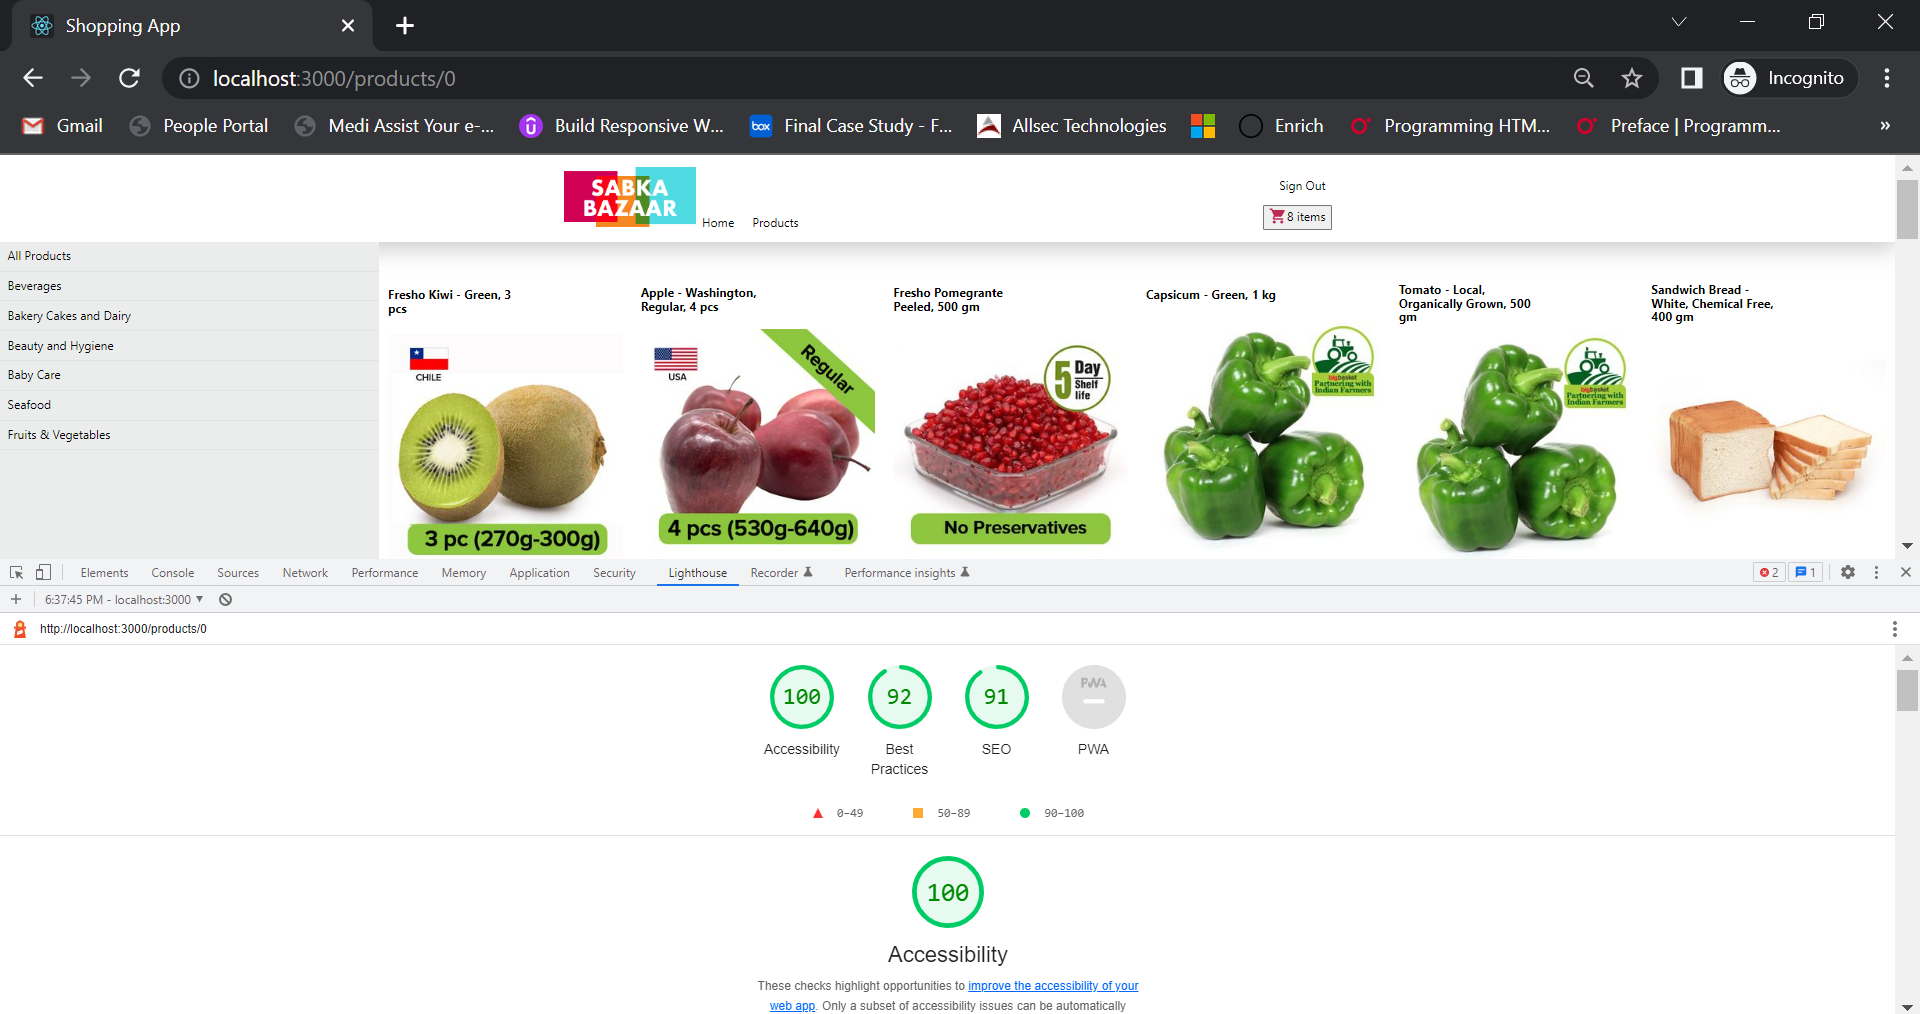 Shopping App
localhost:3000/products/0
Incognito
Gmail
People Portal
Medi Assist Your e-...
Build Responsive W...
box
Final Case Study - F...
Allsec Technologies
Enrich
Programming HTM...
Preface | Programm...
»
SABKA
BAZAAR
Home
Products
Sign Out
8 items
All Products
Beverages
Bakery Cakes and Dairy
Beauty and Hygiene
Baby Care
Seafood
Fruits & Vegetables
Fresho Kiwi - Green, 3
pcs
CHILE
3 pc (270g-300g)
Apple - Washington,
Regular, 4 pcs
USA
Regular
4 pcs (530g-640g)
Fresho Pomegrante
Peeled, 500 gm
5 Day
Shelf
life
No Preservatives
Capsicum - Green, 1 kg
bigbasket
Partnering with
Indian Farmers
Tomato - Local,
Organically Grown, 500
gm
bigbasket
Partnering with
Indian Farmers
Sandwich Bread -
White, Chemical Free,
400 gm
Elements
Console
Sources
Network
Performance
Memory
Application
Security
Lighthouse
Recorder
Performance insights
2
1
6:37:45 PM - localhost:3000
http://localhost:3000/products/0
100
92
91
PWA
Accessibility
Best
Practices
SEO
PWA
0–49
50–89
90–100
100
Accessibility
These checks highlight opportunities to improve the accessibility of your
web app. Only a subset of accessibility issues can be automatically